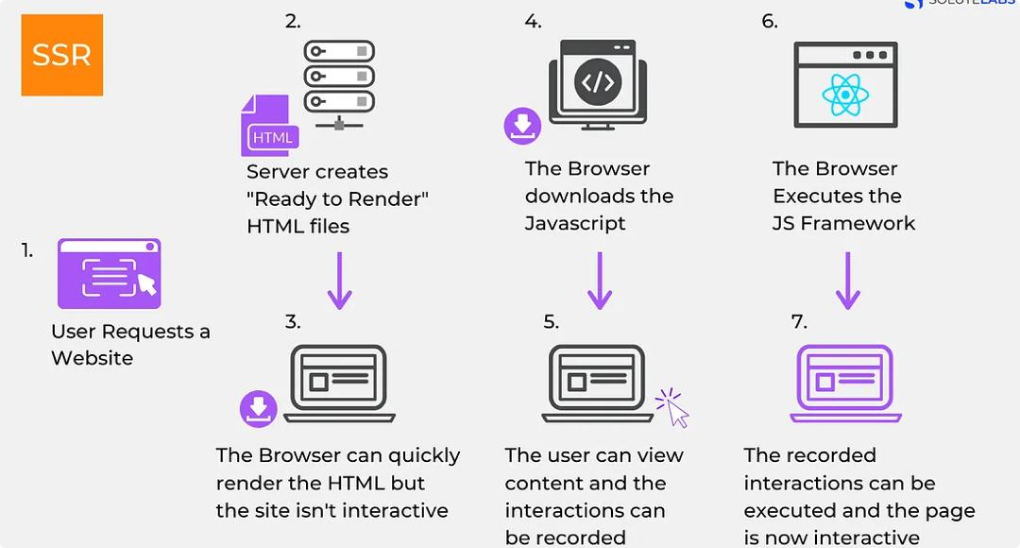 SOLUTELABS
SSR
1.
User Requests a
Website
2.
HTML
Server creates
"Ready to Render"
HTML files
3.
The Browser can quickly
render the HTML but
the site isn't interactive
4.
</>
The Browser
downloads the
Javascript
5.
The user can view
content and the
interactions can
be recorded
6.
The Browser
Executes the
JS Framework
7.
The recorded
interactions can be
executed and the page
is now interactive